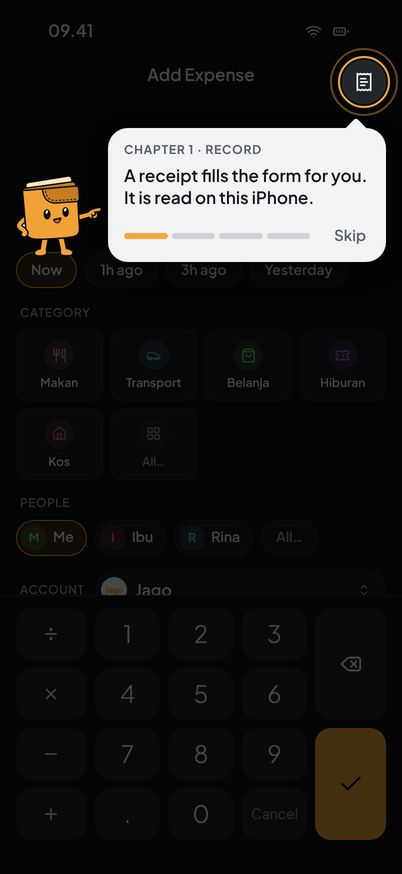 09.41
Add Expense
CHAPTER 1 · RECORD
A receipt fills the form for you.
It is read on this iPhone.
Skip
Now 1h ago 3h ago Yesterday
CATEGORY
Makan Transport Belanja Hiburan
Kos All...
PEOPLE
M Me I Ibu R Rina All...
ACCOUNT jago Jago
÷ 1 2 3
× 4 5 6
− 7 8 9
+ . 0 Cancel